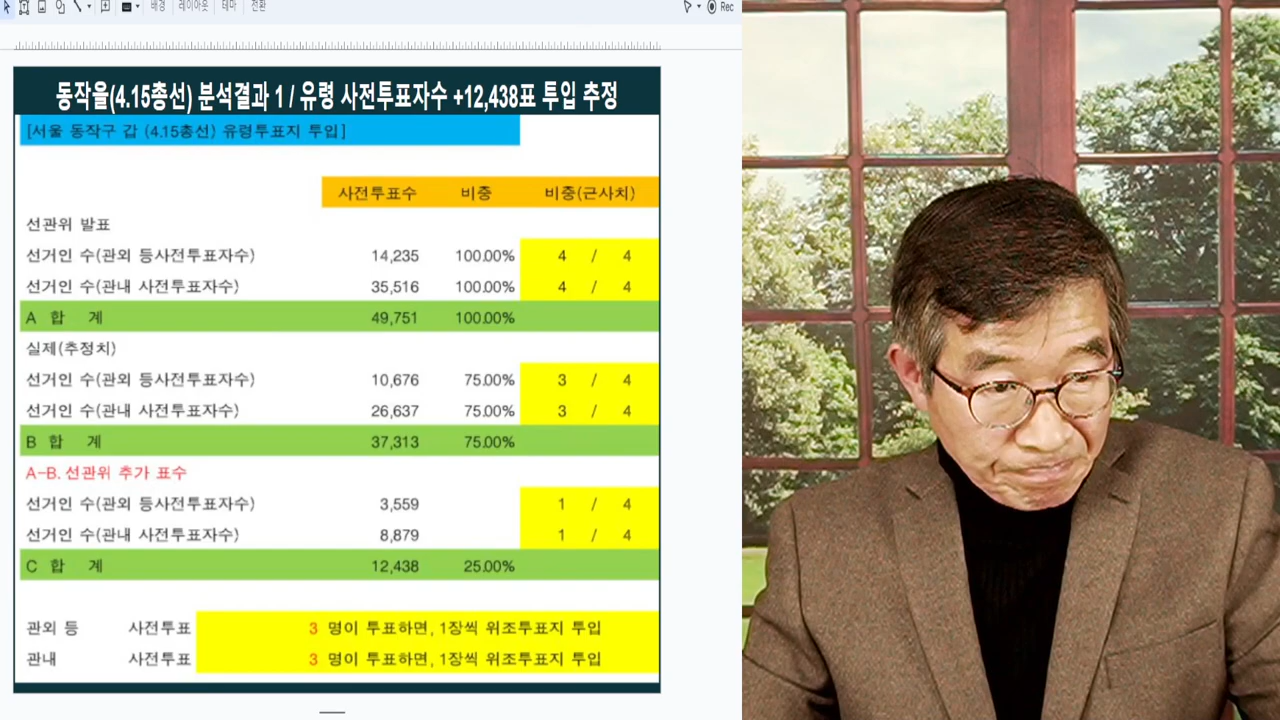 배경 레이아웃 테마 전환 Rec
동작을(4.15총선) 분석결과 1 / 유령 사전투표자수 +12,438표 투입 추정
[서울 동작구 갑 (4.15총선) 유령투표지 투입]
사전투표수 비중 비중(근사치)
선관위 발표
선거인 수(관외 등사전투표자수) 14,235 100.00% 4 / 4
선거인 수(관내 사전투표자수) 35,516 100.00% 4 / 4
A 합 계 49,751 100.00%
실제(추정치)
선거인 수(관외 등사전투표자수) 10,676 75.00% 3 / 4
선거인 수(관내 사전투표자수) 26,637 75.00% 3 / 4
B 합 계 37,313 75.00%
A-B. 선관위 추가 표수
선거인 수(관외 등사전투표자수) 3,559 1 / 4
선거인 수(관내 사전투표자수) 8,879 1 / 4
C 합 계 12,438 25.00%
관외 등 사전투표 3 명이 투표하면, 1장씩 위조투표지 투입
관내 사전투표 3 명이 투표하면, 1장씩 위조투표지 투입